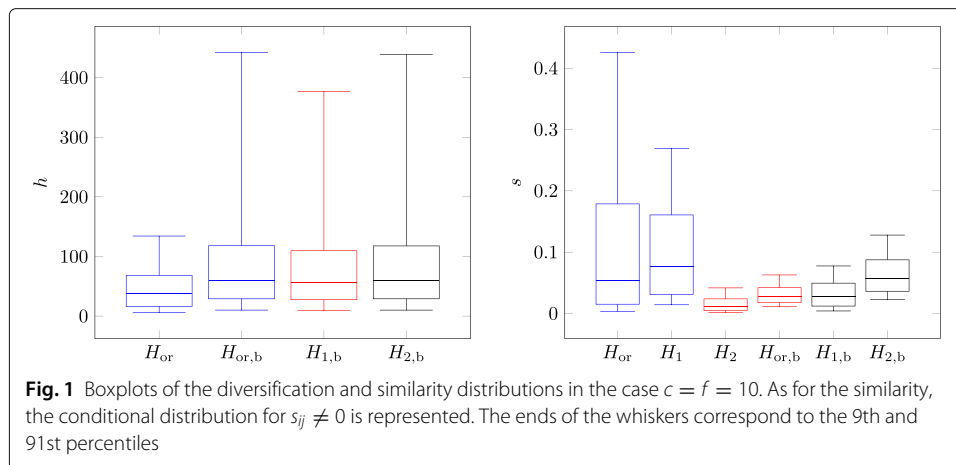 400
300
200
100
0
h
H_or H_or,b H_1,b H_2,b
0.4
0.3
0.2
0.1
0
s
H_or H_1 H_2 H_or,b H_1,b H_2,b
Fig. 1 Boxplots of the diversification and similarity distributions in the case c = f = 10. As for the similarity,
the conditional distribution for s_ij ≠ 0 is represented. The ends of the whiskers correspond to the 9th and
91st percentiles